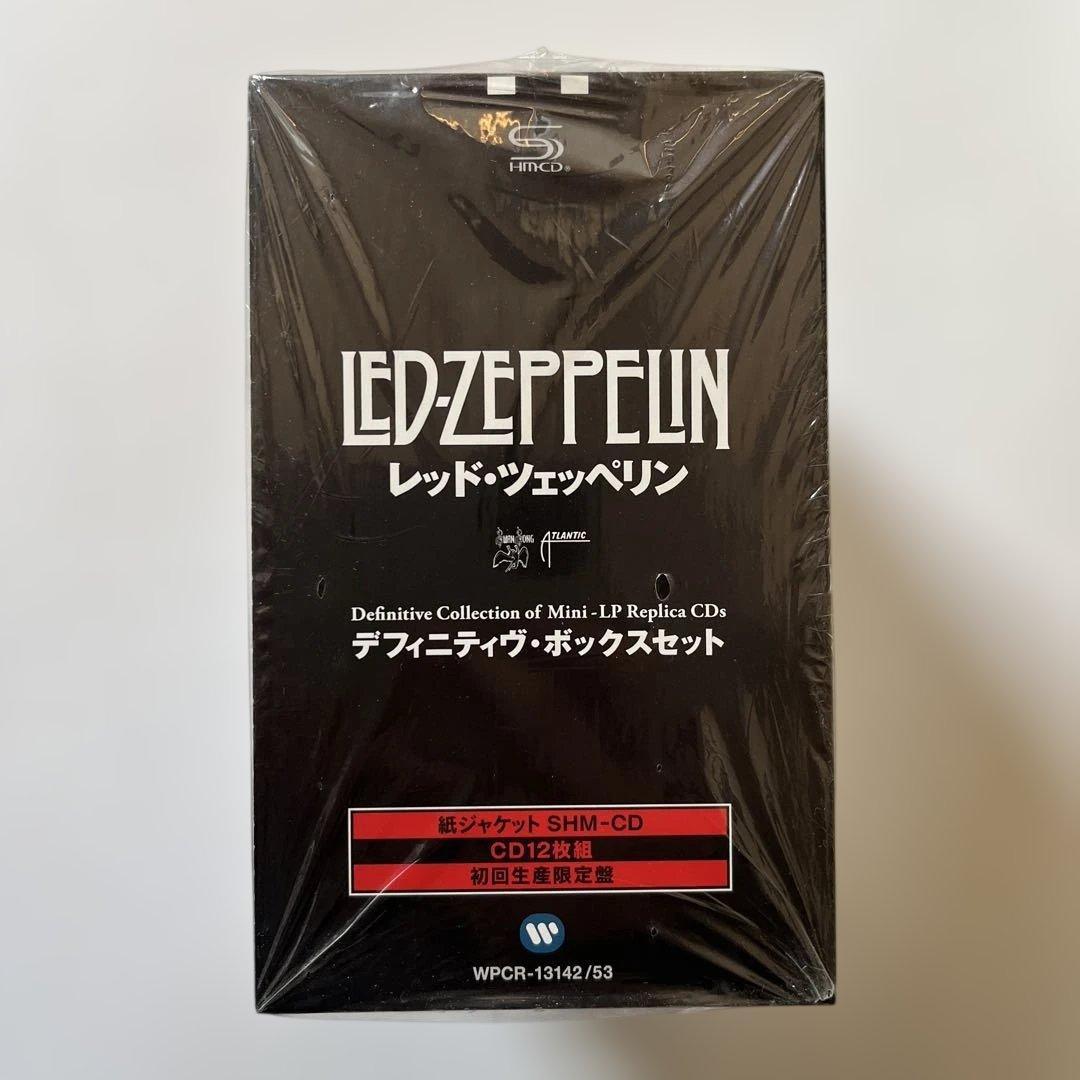 HM-CD®
LED-ZEPPELIN
レッド・ツェッペリン
SWAN SONG ATLANTIC
Definitive Collection of Mini-LP Replica CDs
デフィニティヴ・ボックスセット
紙ジャケット SHM-CD
CD12枚組
初回生産限定盤
WPCR-13142/53